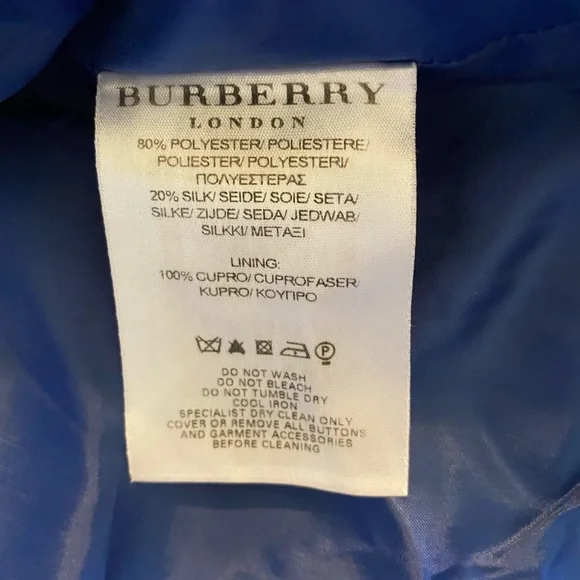 BURBERRY
LONDON
80% POLYESTER/ POLIESTERE/
POLIESTER/ POLYESTERI/
ΠΟΛΥΕΣΤΕΡΑΣ
20% SILK/ SEIDE/ SOIE/ SETA/
SILKE/ ZIJDE/ SEDA/ JEDWAB/
SILKKI/ ΜΕΤΑΞΙ
LINING:
100% CUPRO/ CUPROFASER/
KUPRO/ ΚΟΥΠΡΟ
P
DO NOT WASH
DO NOT BLEACH
DO NOT TUMBLE DRY
COOL IRON
SPECIALIST DRY CLEAN ONLY
COVER OR REMOVE ALL BUTTONS
AND GARMENT ACCESSORIES
BEFORE CLEANING